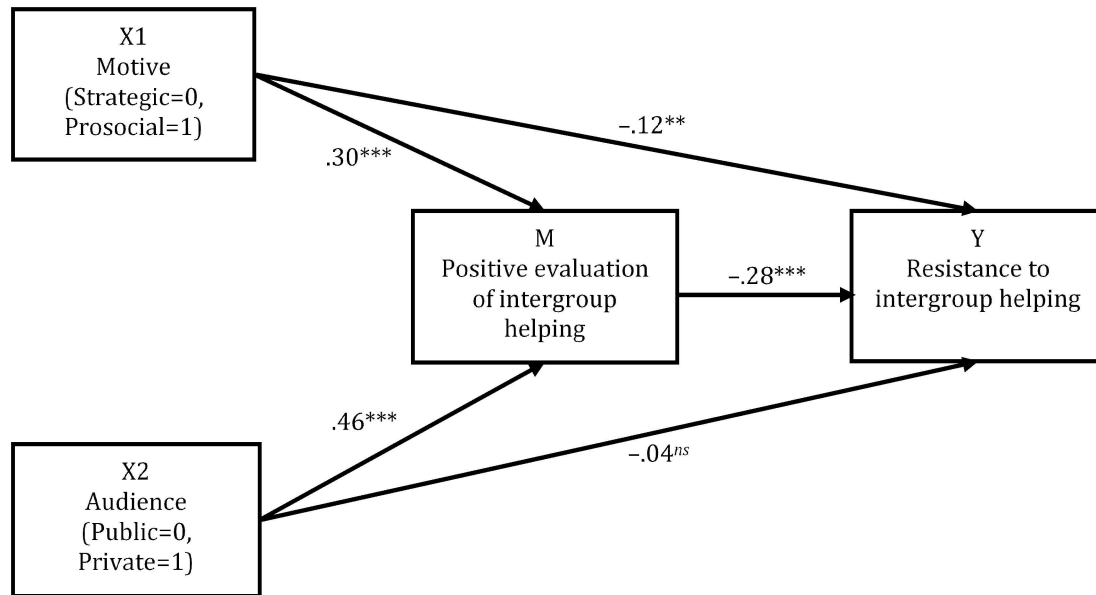 X1
Motive
(Strategic=0,
Prosocial=1)
–.12**
.30***
M
Positive evaluation
of intergroup
helping
–.28***
Y
Resistance to
intergroup helping
.46***
–.04ns
X2
Audience
(Public=0,
Private=1)